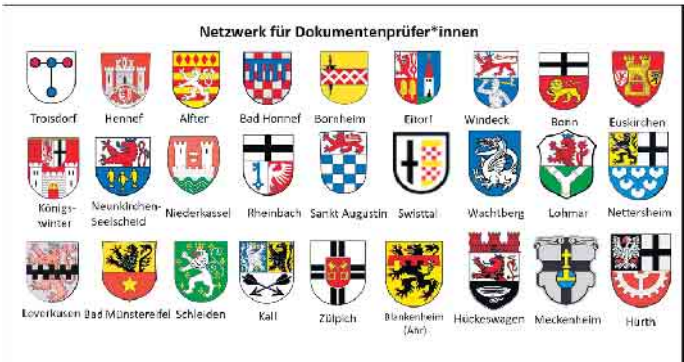 Netzwerk für Dokumentenprüfer*innen
Troisdorf Hennef Alfter Bad Honnef Bornheim Eitorf Windeck Bonn Euskirchen
Königs-
winter
Neunkirchen-
Seelscheid
Niederkassel Rheinbach Sankt Augustin Swisttal Wachtberg Lohmar Nettersheim
Leverkusen Bad Münstereifel Schleiden Kall Zülpich
Blankenheim
(Ahr)
Hückeswagen Meckenheim Hürth